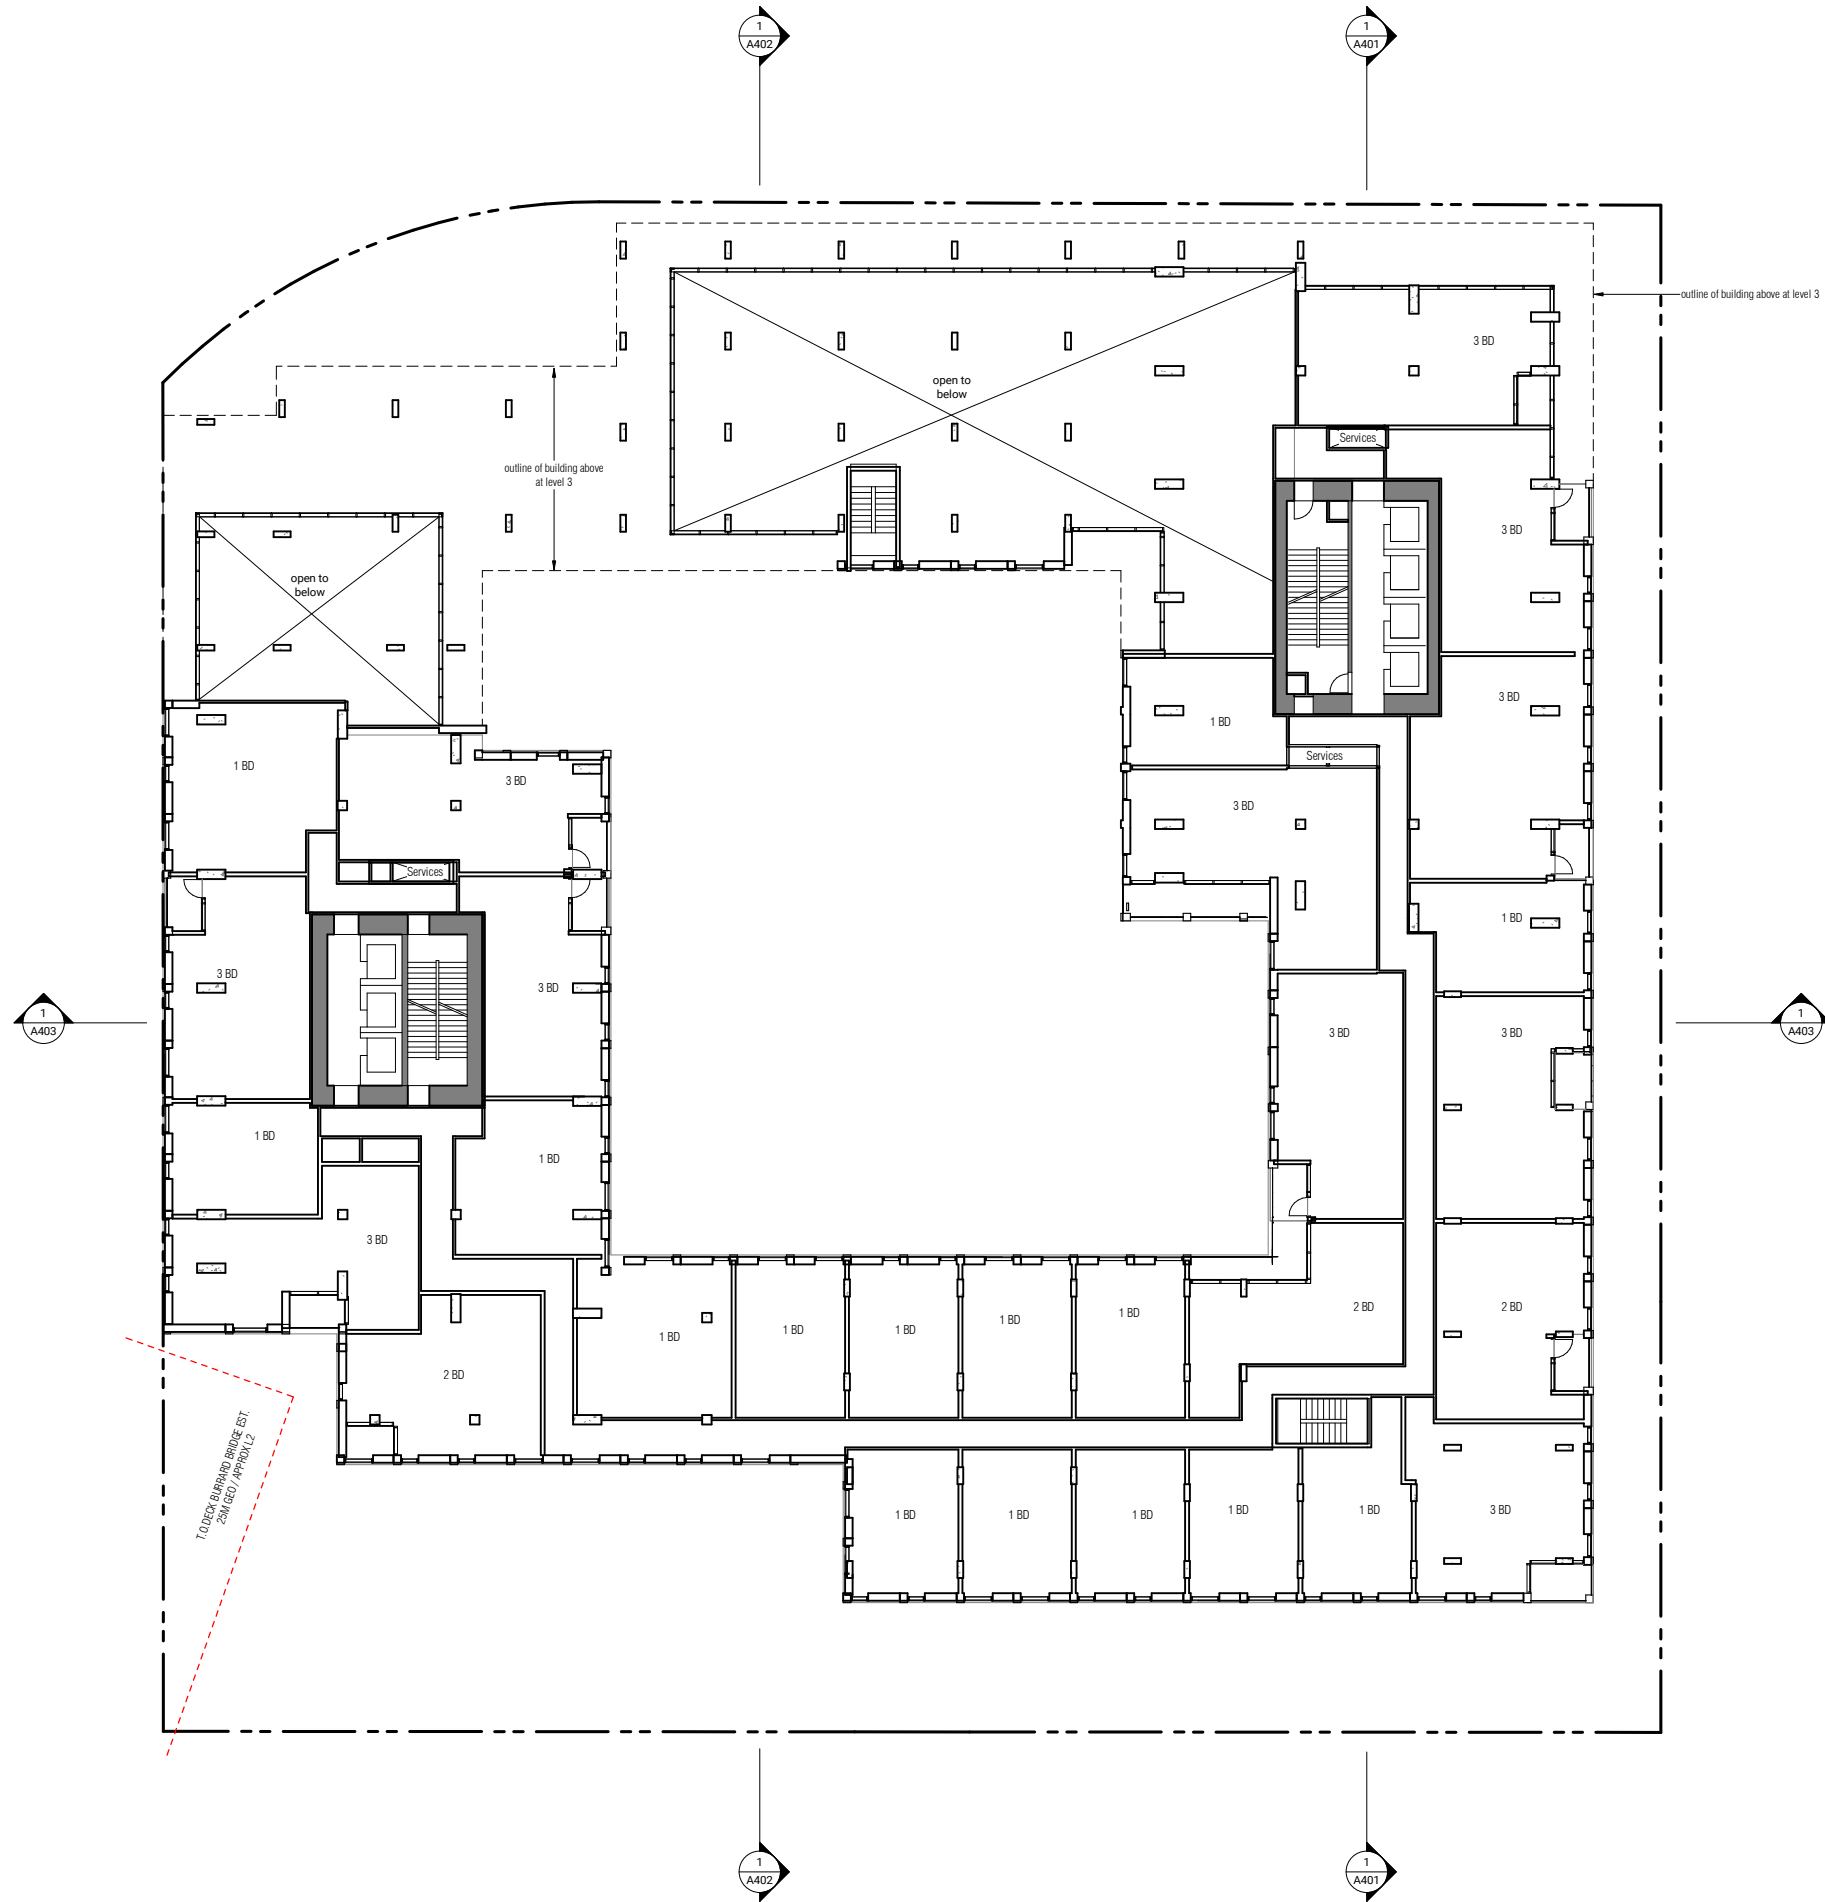 1
A402
1
A401
outline of building above at level 3
3 BD
open to
below
Services
outline of building above
at level 3
3 BD
open to
below
3 BD
1 BD
Services
1 BD
3 BD
3 BD
Services
1 BD
3 BD
3 BD
1
A403
3 BD
3 BD
1
A403
1 BD
1 BD
3 BD
2 BD
2 BD
1 BD
1 BD
1 BD
1 BD
1 BD
2 BD
T.O.DECK BURRARD BRIDGE EST.
25M GEO / APPROX L2
1 BD
1 BD
1 BD
1 BD
1 BD
3 BD
1
A402
1
A401